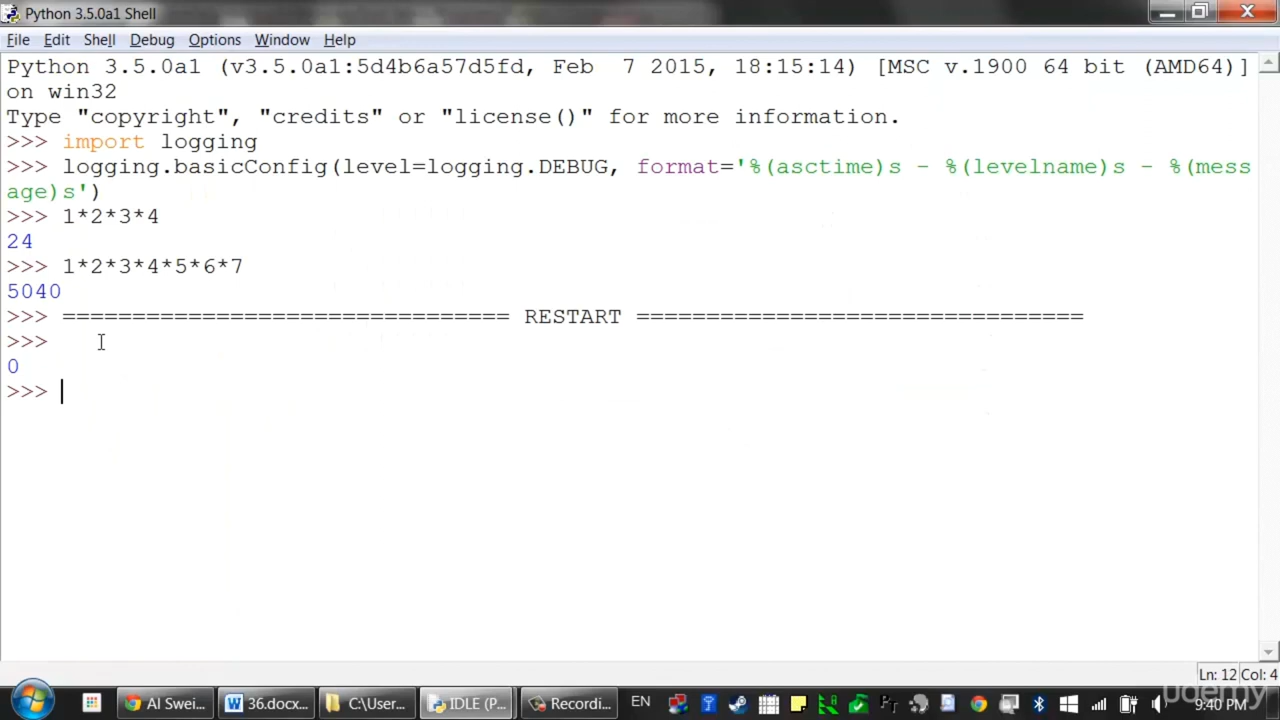 Python 3.5.0a1 Shell
File Edit Shell Debug Options Window Help
Python 3.5.0a1 (v3.5.0a1:5d4b6a57d5fd, Feb  7 2015, 18:15:14) [MSC v.1900 64 bit (AMD64)]
on win32
Type "copyright", "credits" or "license()" for more information.
>>> import logging
>>> logging.basicConfig(level=logging.DEBUG, format='%(asctime)s - %(levelname)s - %(mess
age)s')
>>> 1*2*3*4
24
>>> 1*2*3*4*5*6*7
5040
>>> ================================ RESTART ================================
>>>
0
>>>
Ln: 12 Col: 4
Al Swei... 36.docx... C:\User... IDLE (P... Recordi... EN 9:40 PM
udemy